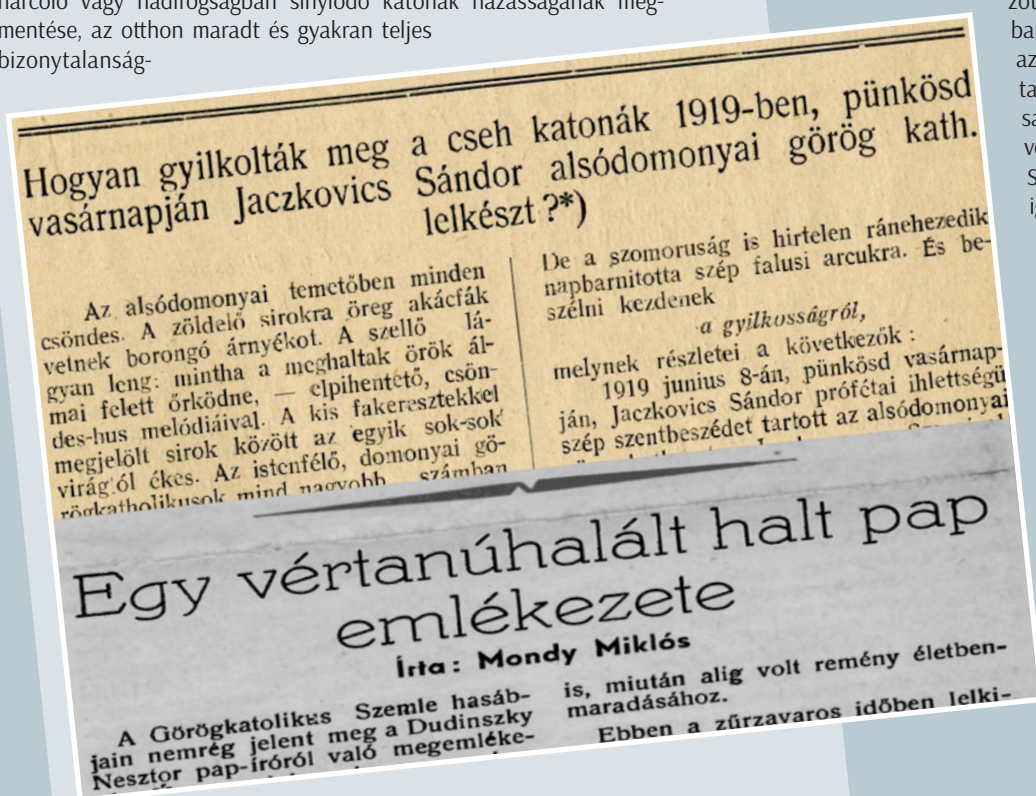 harcoló vagy hadifogságban sínylődő katonák házasságának meg-
mentése, az otthon maradt és gyakran teljes
bizonytalanság-
Hogyan gyilkolták meg a cseh katonák 1919-ben, pünkösd
vasárnapján Jaczkovics Sándor alsódomonyai görög kath.
lelkészt?*)
Az alsódomonyai temetőben minden
csöndes. A zöldelő sirokra öreg akácfák
vetnek borongó árnyékot. A szellő lá-
gyan leng: mintha a meghaltak örök ál-
mai felett őrködne, — elpihentető, csön-
des-hus melódiáival. A kis fakeresztekkel
megjelölt sirok között az egyik sok-sok
virágtól ékes. Az istenfélő, domonyai gö-
rögkatholikusok mind nagyobb számban
De a szomoruság is hirtelen ránehezedik
napbarnitotta szép falusi arcukra. És be-
szélni kezdenek
a gyilkosságról,
melynek részletei a következők :
1919 junius 8-án, pünkösd vasárnap-
ján, Jaczkovics Sándor prófétai ihlettségü
szép szentbeszédet tartott az alsódomonyai
Egy vértanúhalált halt pap
emlékezete
Írta: Mondy Miklós
A Görögkatolikus Szemle hasáb-
jain nemrég jelent meg a Dudinszky
Nesztor pap-íróról való megemléke-
is, miután alig volt remény életben-
maradásához.
Ebben a zűrzavaros időben lelki-